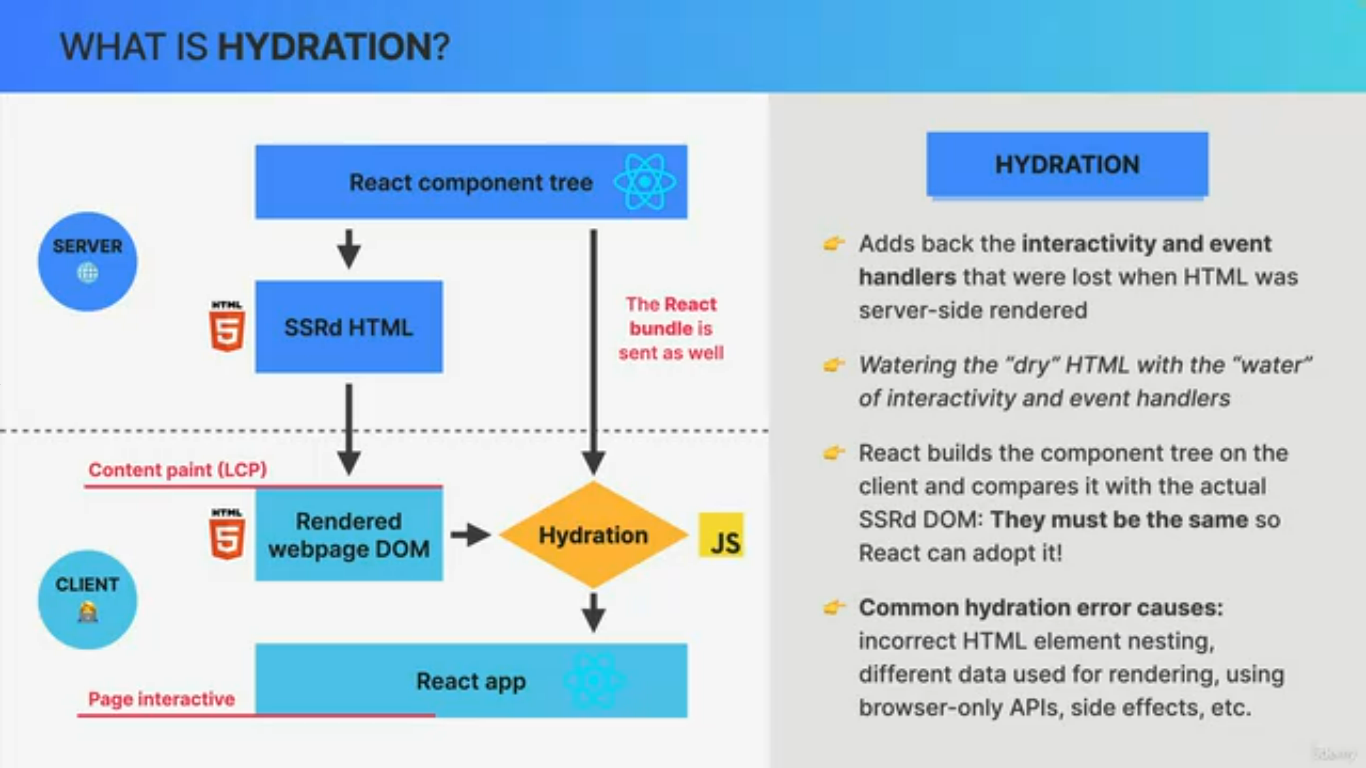 WHAT IS HYDRATION?
React component tree
SERVER
HTML
SSRd HTML
The React
bundle is
sent as well
Content paint (LCP)
HTML
Rendered
webpage DOM
Hydration
JS
CLIENT
React app
Page interactive
HYDRATION
Adds back the interactivity and event
handlers that were lost when HTML was
server-side rendered
Watering the “dry” HTML with the “water”
of interactivity and event handlers
React builds the component tree on the
client and compares it with the actual
SSRd DOM: They must be the same so
React can adopt it!
Common hydration error causes:
incorrect HTML element nesting,
different data used for rendering, using
browser-only APIs, side effects, etc.
Udemy